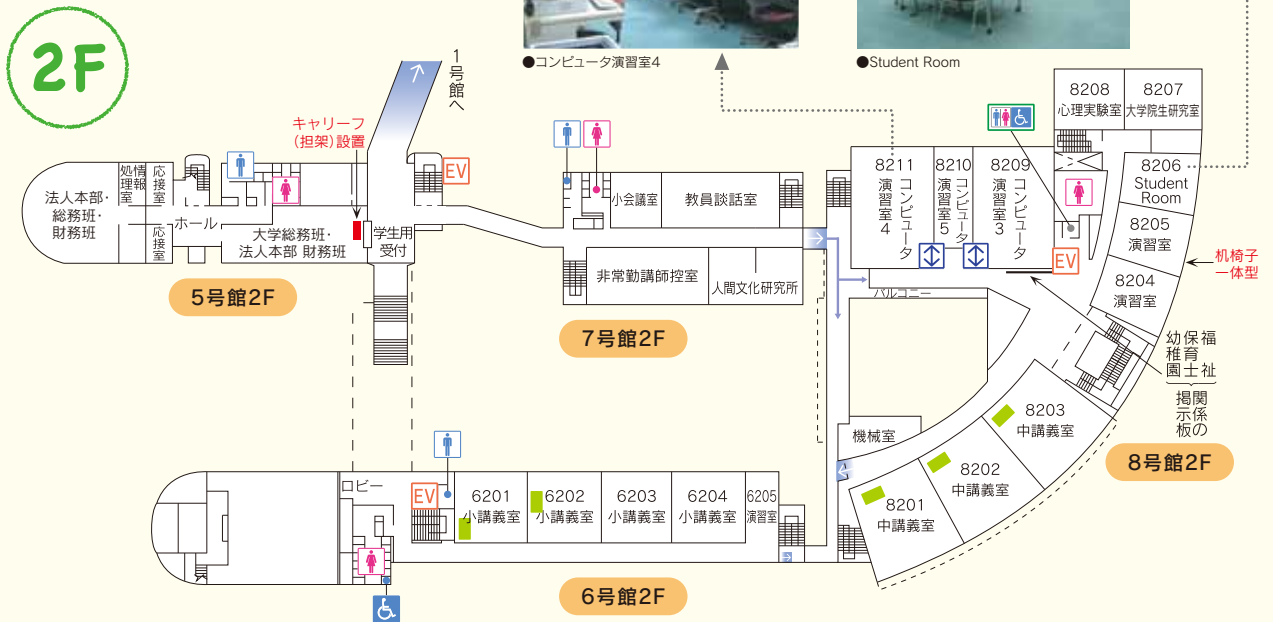 2F
●コンピュータ演習室4
●Student Room
1号館へ
キャリーフ
(担架)設置
EV
法人本部・
総務班・
財務班
情報
処理室
応接室
応接室
ホール
大学総務班・
法人本部 財務班
学生用
受付
5号館2F
小会議室
教員談話室
非常勤講師控室
人間文化研究所
7号館2F
8211
コンピュータ
演習室4
8210
コンピュータ
演習室5
8209
コンピュータ
演習室3
バルコニー
EV
8208
心理実験室
8207
大学院生研究室
8206
Student
Room
8205
演習室
8204
演習室
机椅子
一体型
福祉
保育士
幼稚園
関係の
掲示板
8号館2F
機械室
8203
中講義室
8202
中講義室
8201
中講義室
ロビー
EV
6201
小講義室
6202
小講義室
6203
小講義室
6204
小講義室
6205
演習室
6号館2F